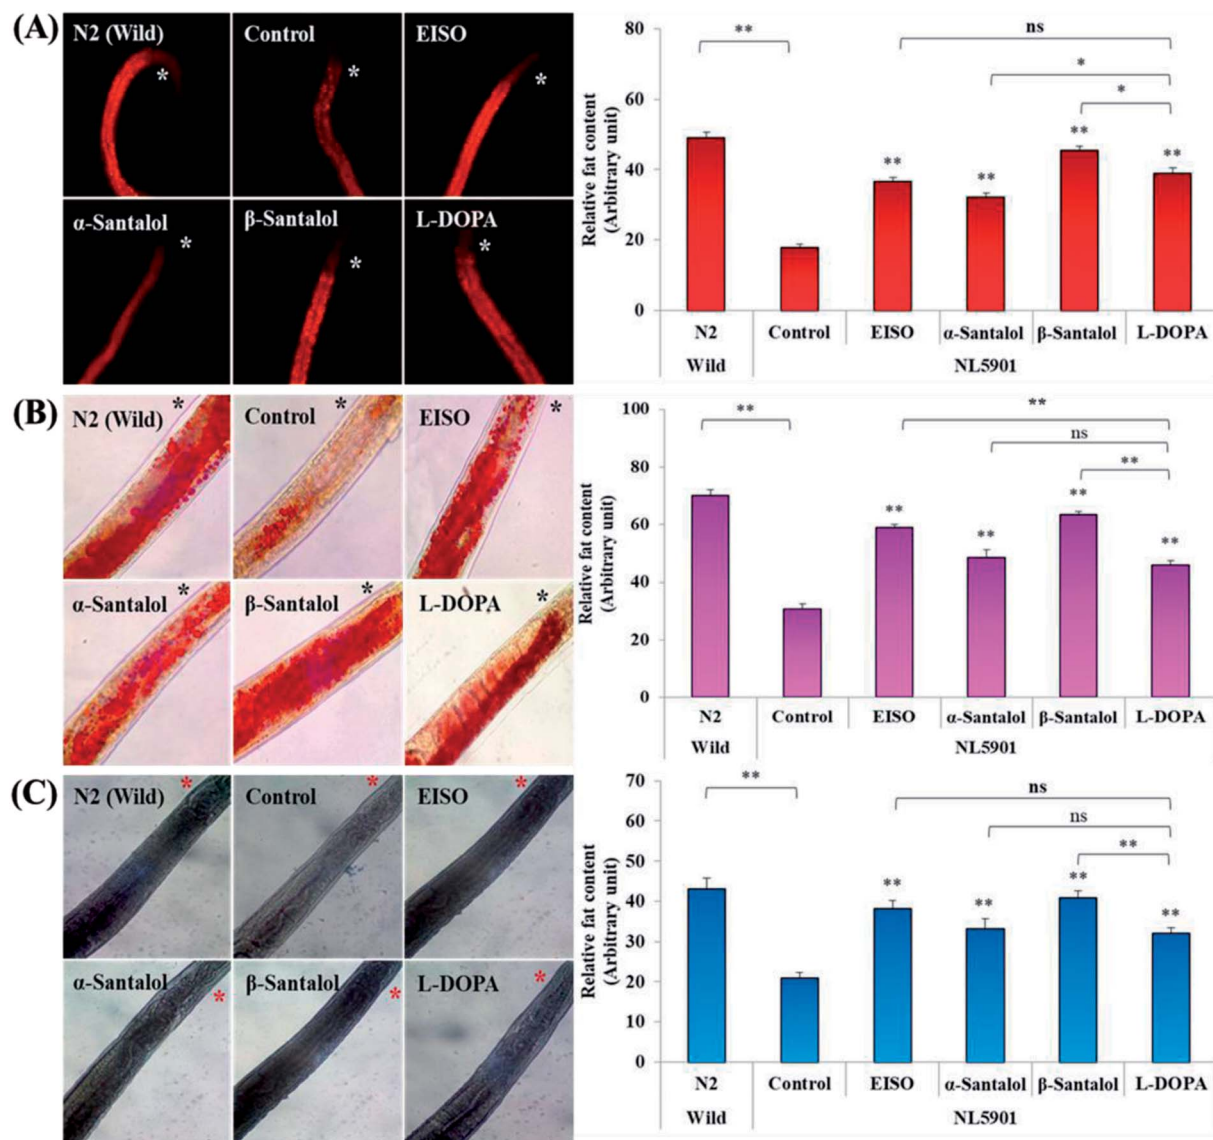 (A)
N2 (Wild)
*
Control
*
EISO
*
α-Santalol
*
β-Santalol
*
L-DOPA
*
Relative fat content
(Arbitrary unit)
80
60
40
20
0
**
ns
*
*
**
**
**
**
N2
Control
EISO
α-Santalol
β-Santalol
L-DOPA
Wild
NL5901
(B)
N2 (Wild)
*
Control
*
EISO
*
α-Santalol
*
β-Santalol
*
L-DOPA
*
Relative fat content
(Arbitrary unit)
100
80
60
40
20
0
**
**
ns
**
**
**
**
**
N2
Control
EISO
α-Santalol
β-Santalol
L-DOPA
Wild
NL5901
(C)
N2 (Wild)
*
Control
*
EISO
*
α-Santalol
*
β-Santalol
*
L-DOPA
*
Relative fat content
(Arbitrary unit)
70
60
50
40
30
20
10
0
**
ns
ns
**
**
**
**
**
N2
Control
EISO
α-Santalol
β-Santalol
L-DOPA
Wild
NL5901